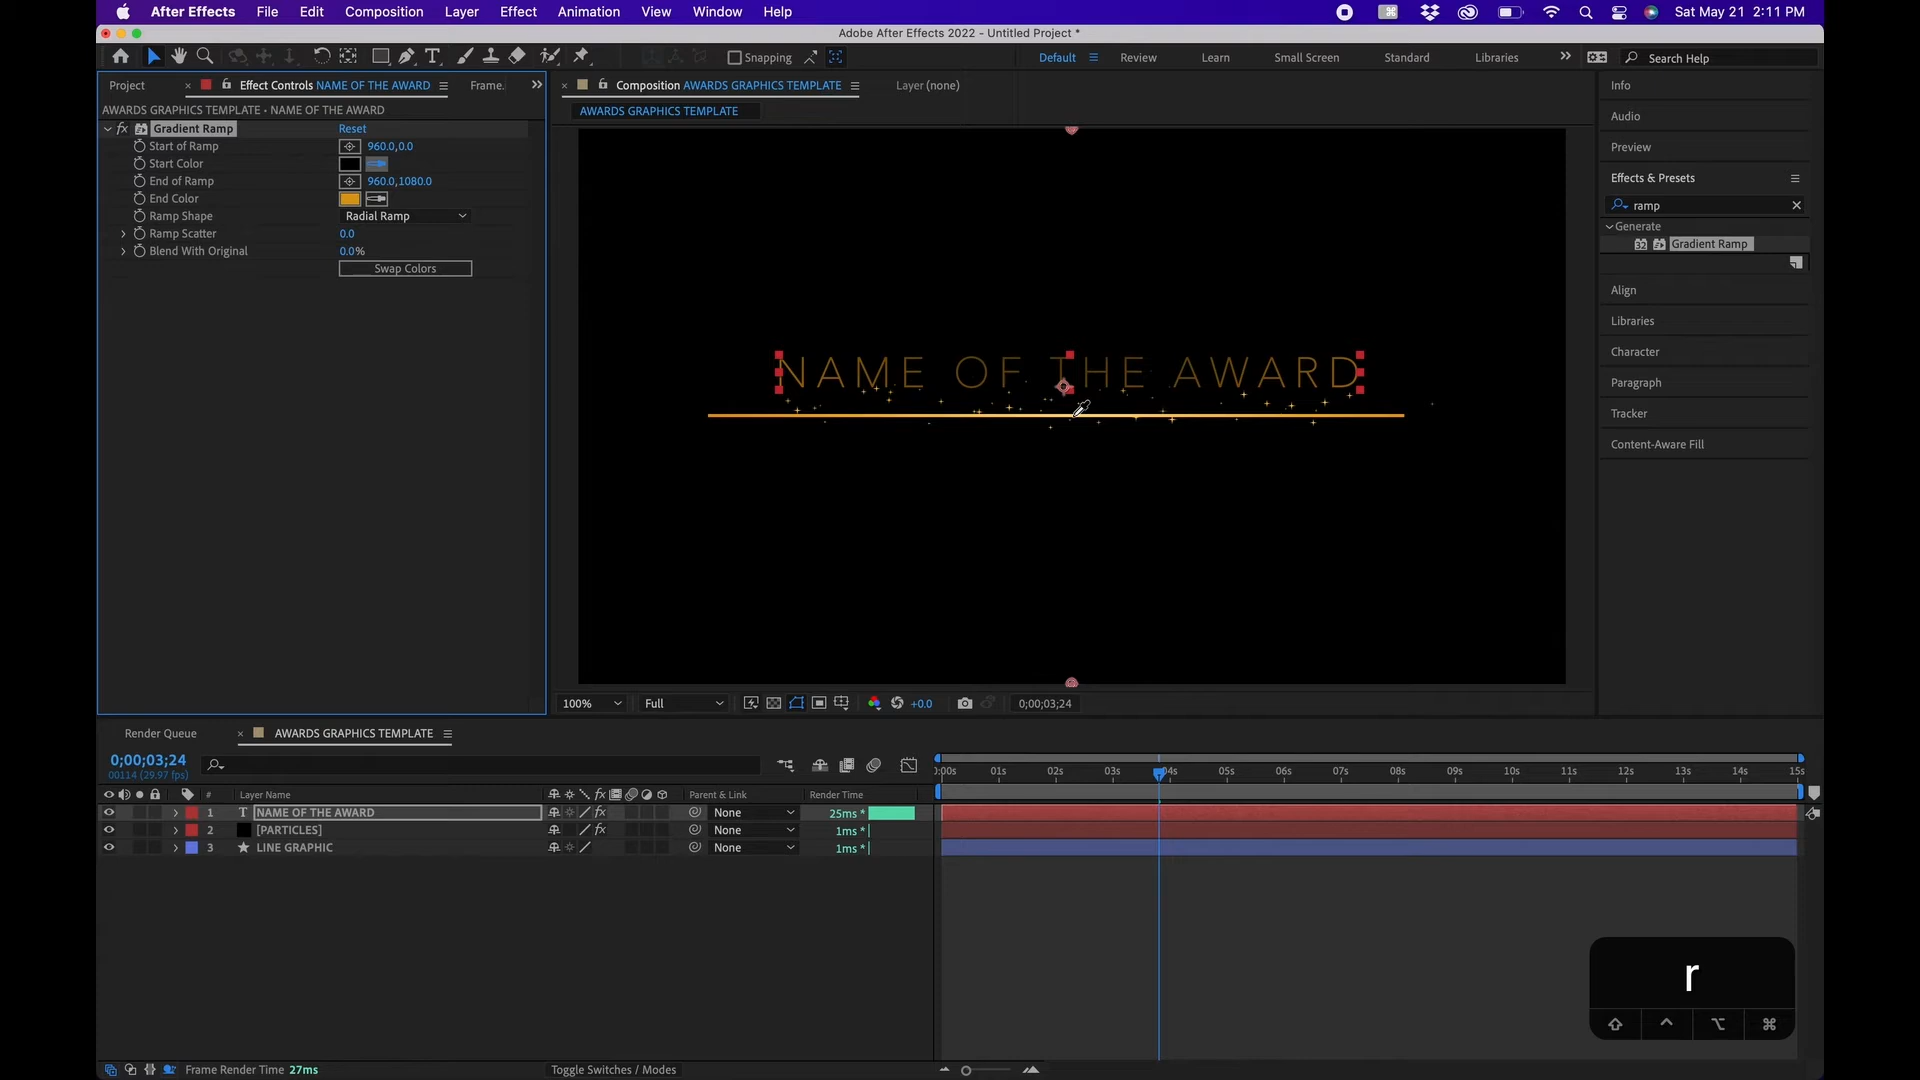 After Effects File Edit Composition Layer Effect Animation View Window Help Sat May 21 2:11 PM
Adobe After Effects 2022 - Untitled Project *
Snapping Default Review Learn Small Screen Standard Libraries Search Help
Project Effect Controls NAME OF THE AWARD Frame.
AWARDS GRAPHICS TEMPLATE • NAME OF THE AWARD
fx Gradient Ramp Reset
Start of Ramp 960.0,0.0
Start Color
End of Ramp 960.0,1080.0
End Color
Ramp Shape Radial Ramp
Ramp Scatter 0.0
Blend With Original 0.0%
Swap Colors
Composition AWARDS GRAPHICS TEMPLATE Layer (none)
AWARDS GRAPHICS TEMPLATE
NAME OF THE AWARD
100% Full +0.0 0;00;03;24
Info
Audio
Preview
Effects & Presets
ramp
Generate
32 Gradient Ramp
Align
Libraries
Character
Paragraph
Tracker
Content-Aware Fill
Render Queue AWARDS GRAPHICS TEMPLATE
0;00;03;24
00114 (29.97 fps)
0:00s 01s 02s 03s 04s 05s 06s 07s 08s 09s 10s 11s 12s 13s 14s 15s
# Layer Name fx Parent & Link Render Time
1 T NAME OF THE AWARD fx None 25ms *
2 [PARTICLES] fx None 1ms *
3 LINE GRAPHIC None 1ms *
r
Frame Render Time 27ms Toggle Switches / Modes